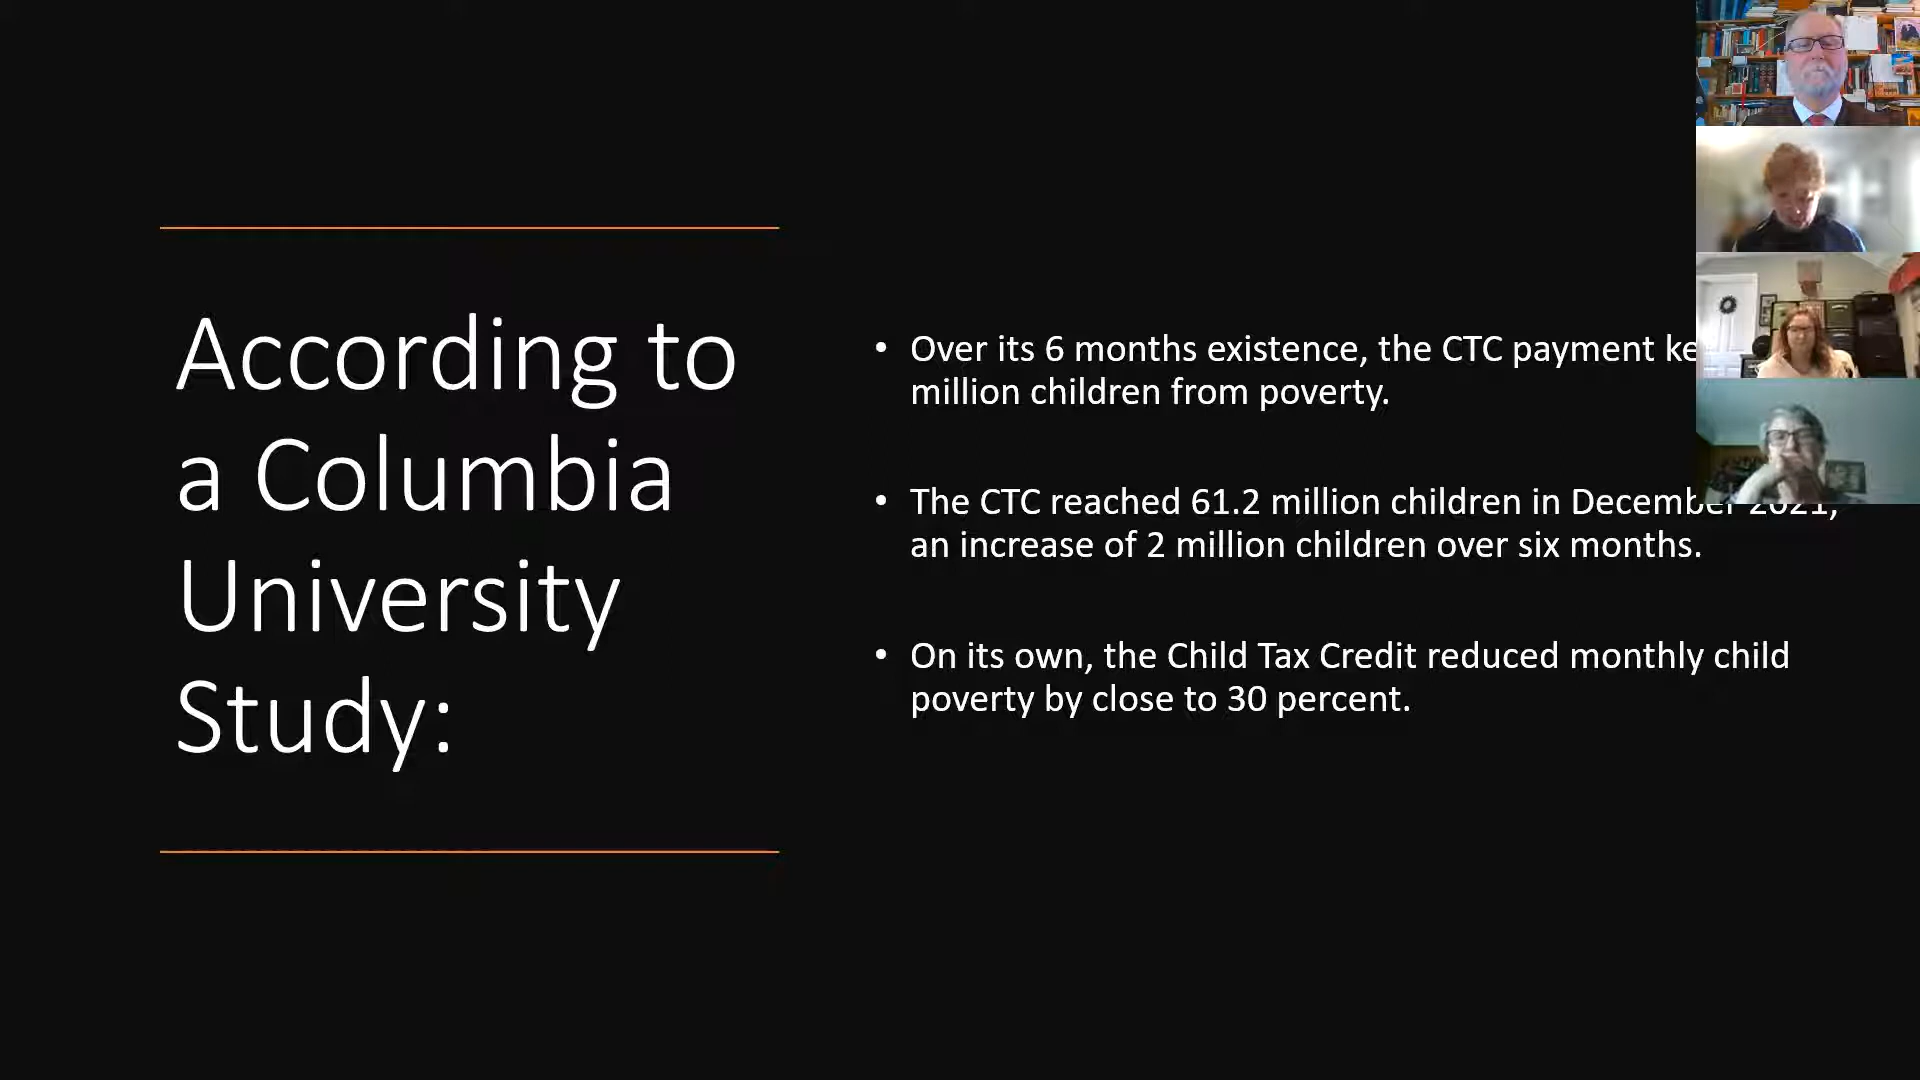 According to
a Columbia
University
Study:
• Over its 6 months existence, the CTC payment
million children from poverty.
• The CTC reached 61.2 million children in December 2021,
an increase of 2 million children over six months.
• On its own, the Child Tax Credit reduced monthly child
poverty by close to 30 percent.